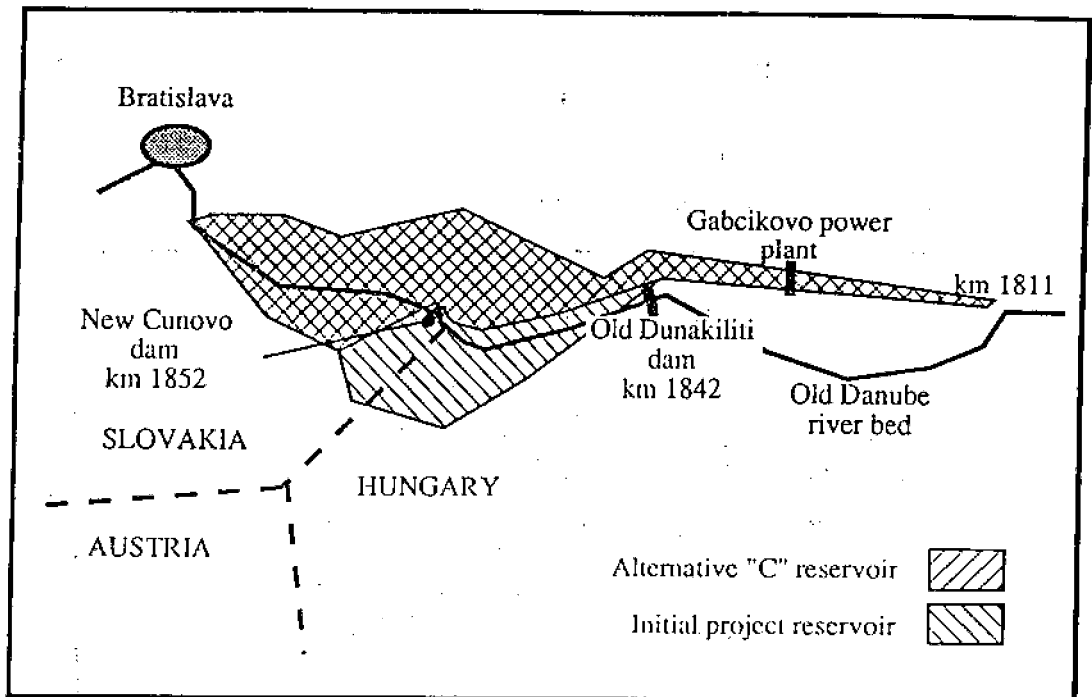 Bratislava
Gabcikovo power
plant
km 1811
New Cunovo
dam
km 1852
Old Dunakiliti
dam
km 1842
Old Danube
river bed
SLOVAKIA
HUNGARY
AUSTRIA
Alternative "C" reservoir
Initial project reservoir